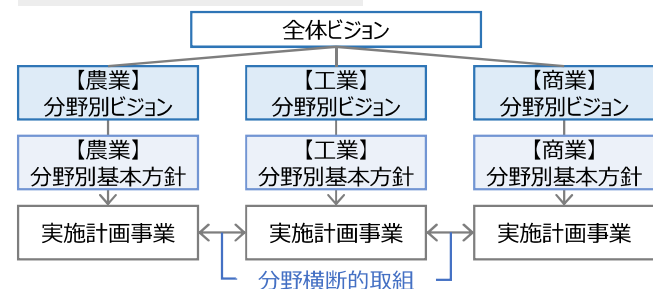 全体ビジョン
【農業】
分野別ビジョン
【工業】
分野別ビジョン
【商業】
分野別ビジョン
【農業】
分野別基本方針
【工業】
分野別基本方針
【商業】
分野別基本方針
実施計画事業
実施計画事業
実施計画事業
分野横断的取組